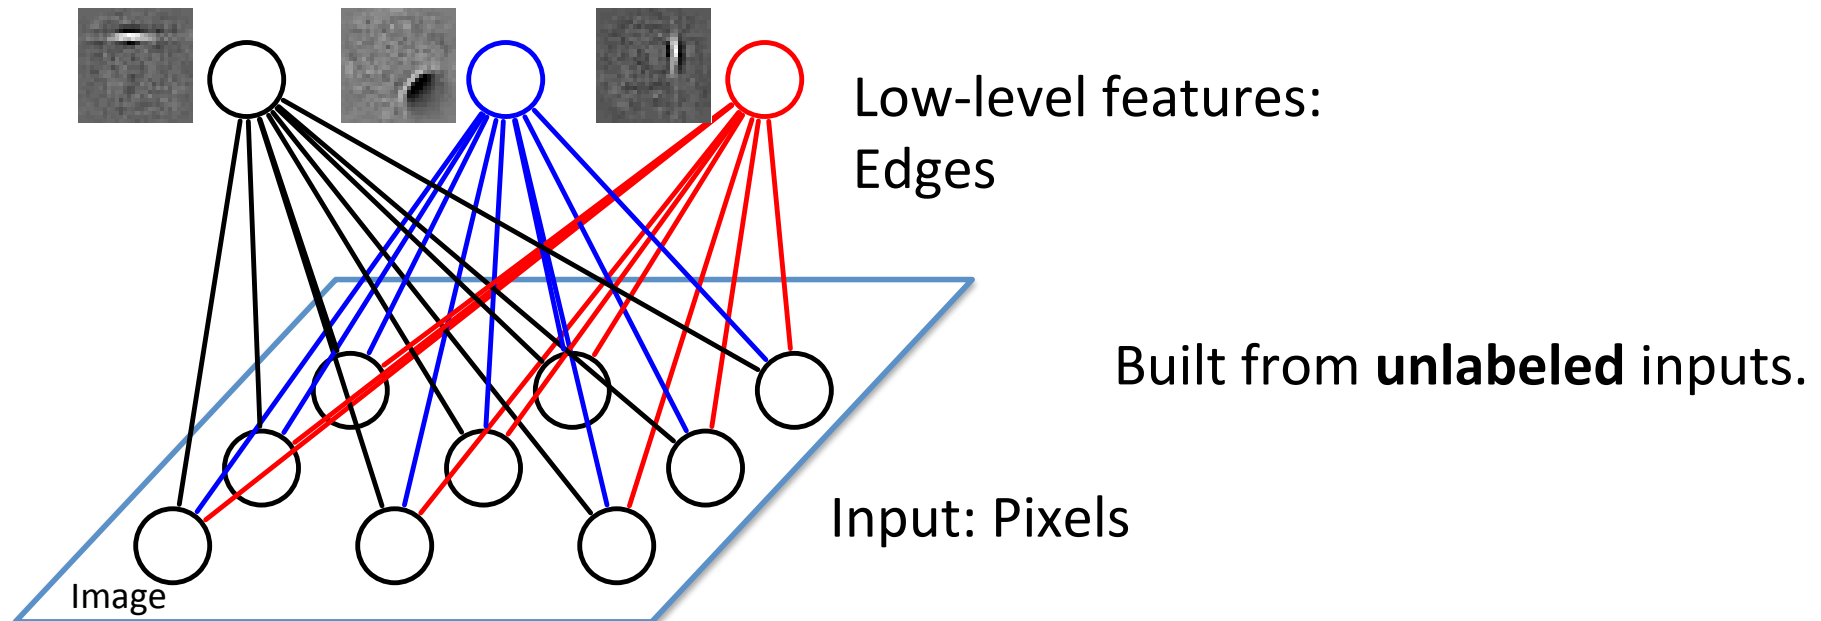 Low-level features:
Edges
Built from unlabeled inputs.
Input: Pixels
Image